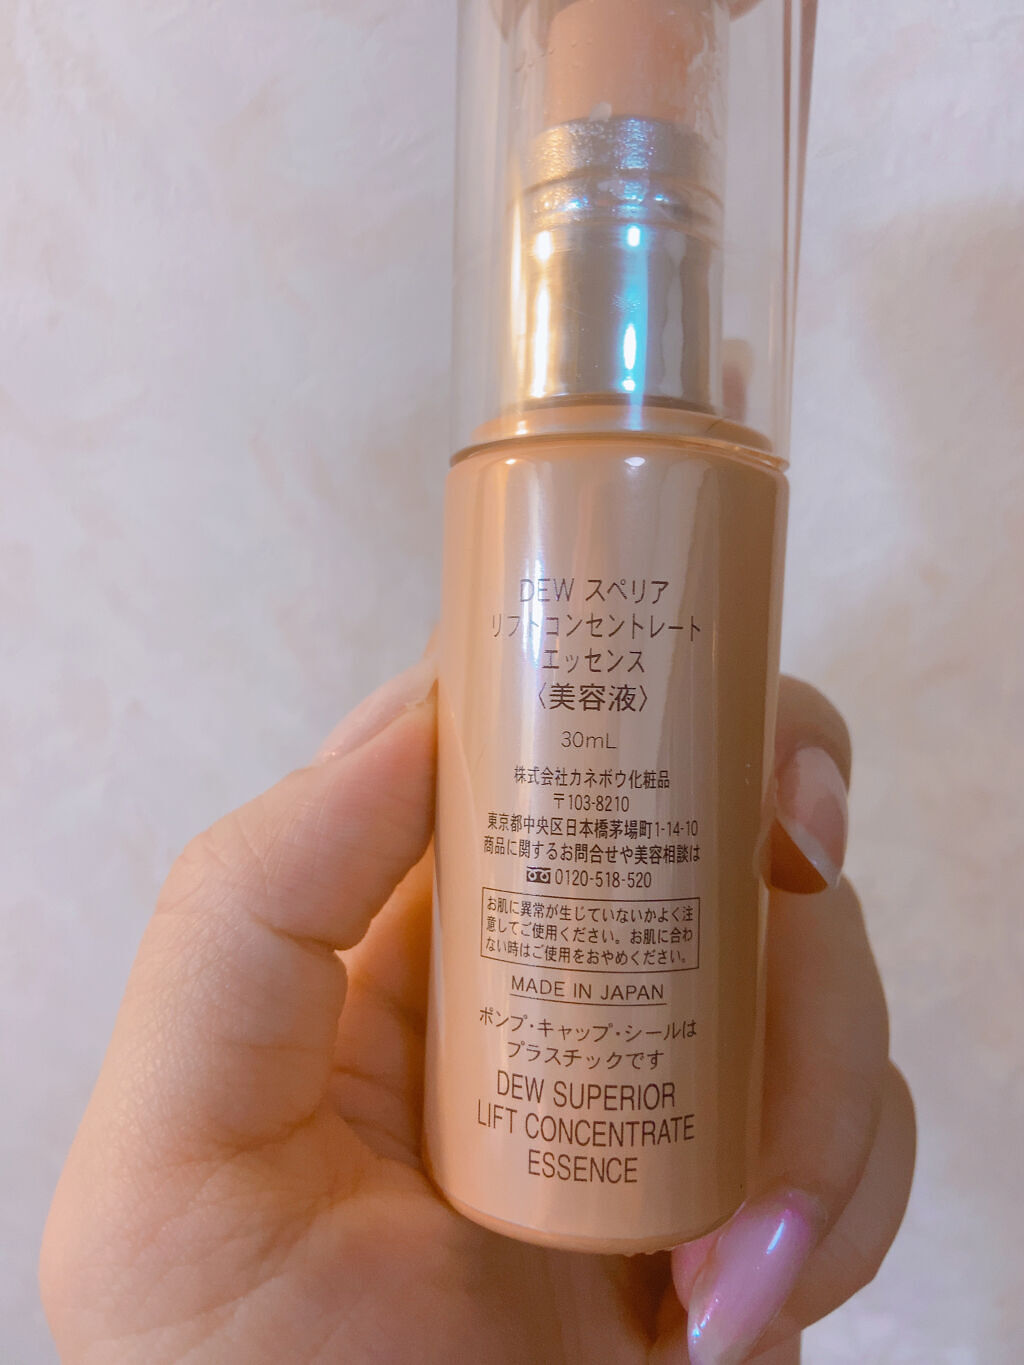 DEW スペリア
リフトコンセントレート
エッセンス
〈美容液〉
30mL
株式会社カネボウ化粧品
〒103-8210
東京都中央区日本橋茅場町1-14-10
商品に関するお問合せや美容相談は
0120-518-520
お肌に異常が生じていないかよく注
意してご使用ください。お肌に合わ
ない時はご使用をおやめください。
MADE IN JAPAN
ポンプ・キャップ・シールは
プラスチックです
DEW SUPERIOR
LIFT CONCENTRATE
ESSENCE